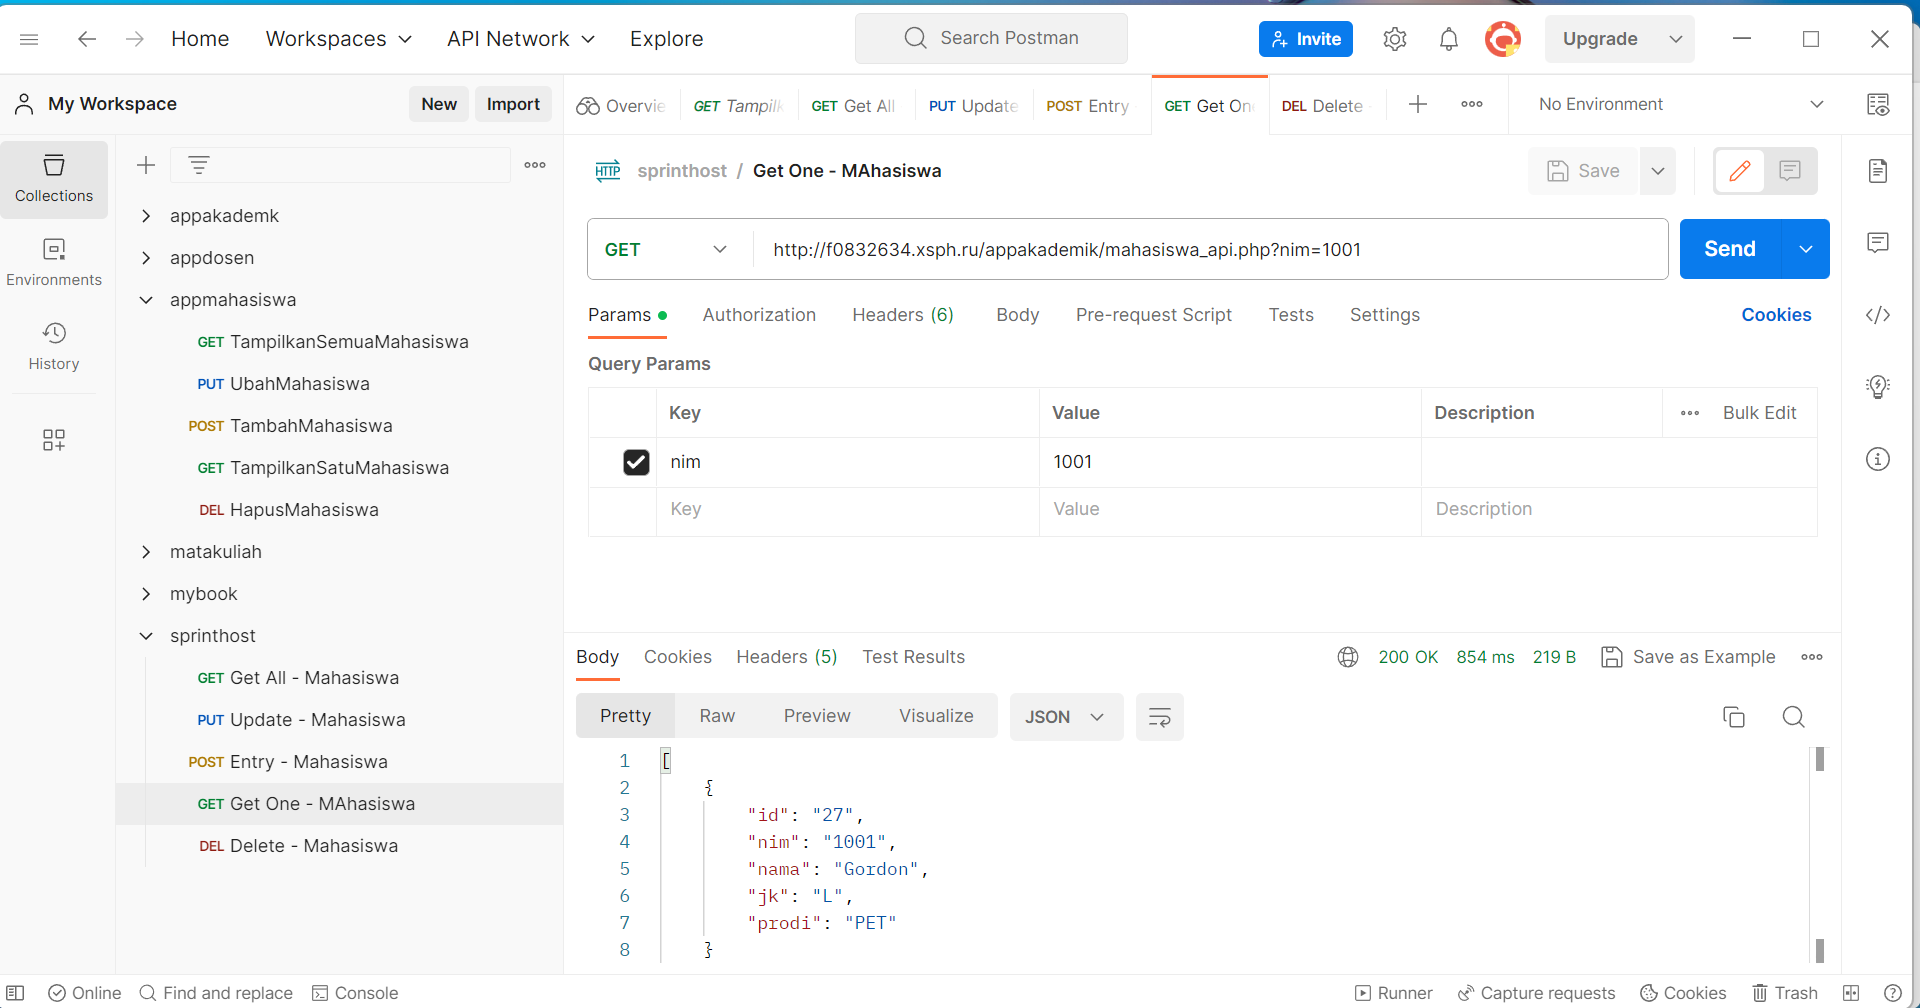 Home Workspaces API Network Explore Search Postman Invite Upgrade
My Workspace New Import
Overvie GET Tampilk GET Get Al PUT Update POST Entry GET Get On DEL Delete No Environment
Collections
Environments
History
appakademk
appdosen
appmahasiswa
GET TampilkanSemuaMahasiswa
PUT UbahMahasiswa
POST TambahMahasiswa
GET TampilkanSatuMahasiswa
DEL HapusMahasiswa
matakuliah
mybook
sprinthost
GET Get All - Mahasiswa
PUT Update - Mahasiswa
POST Entry - Mahasiswa
GET Get One - MAhasiswa
DEL Delete - Mahasiswa
HTTP sprinthost / Get One - MAhasiswa Save
GET http://f0832634.xsph.ru/appakademik/mahasiswa_api.php?nim=1001 Send
Params Authorization Headers (6) Body Pre-request Script Tests Settings Cookies
Query Params
Key Value Description Bulk Edit
nim 1001
Key Value Description
Body Cookies Headers (5) Test Results 200 OK 854 ms 219 B Save as Example
Pretty Raw Preview Visualize JSON
1 [
2 {
3 "id": "27",
4 "nim": "1001",
5 "nama": "Gordon",
6 "jk": "L",
7 "prodi": "PET"
8 }
Online Find and replace Console Runner Capture requests Cookies Trash